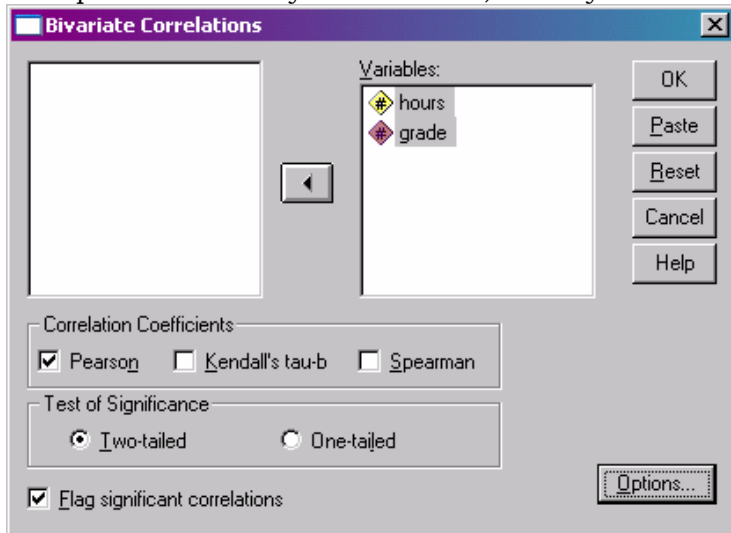 Bivariate Correlations
Variables:
# hours
# grade
OK
Paste
Reset
Cancel
Help
Correlation Coefficients
Pearson Kendall's tau-b Spearman
Test of Significance
Two-tailed One-tailed
Flag significant correlations
Options...